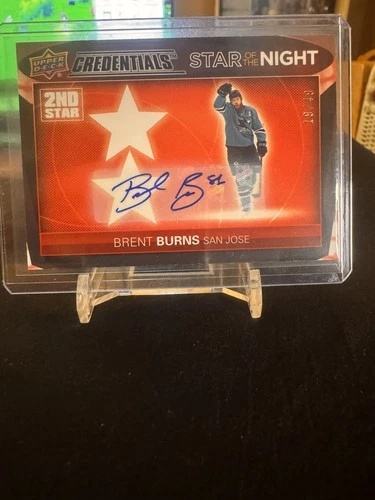 UPPER DECK
CREDENTIALS
STAR OF THE NIGHT
2ND STAR
BRENT BURNS SAN JOSE